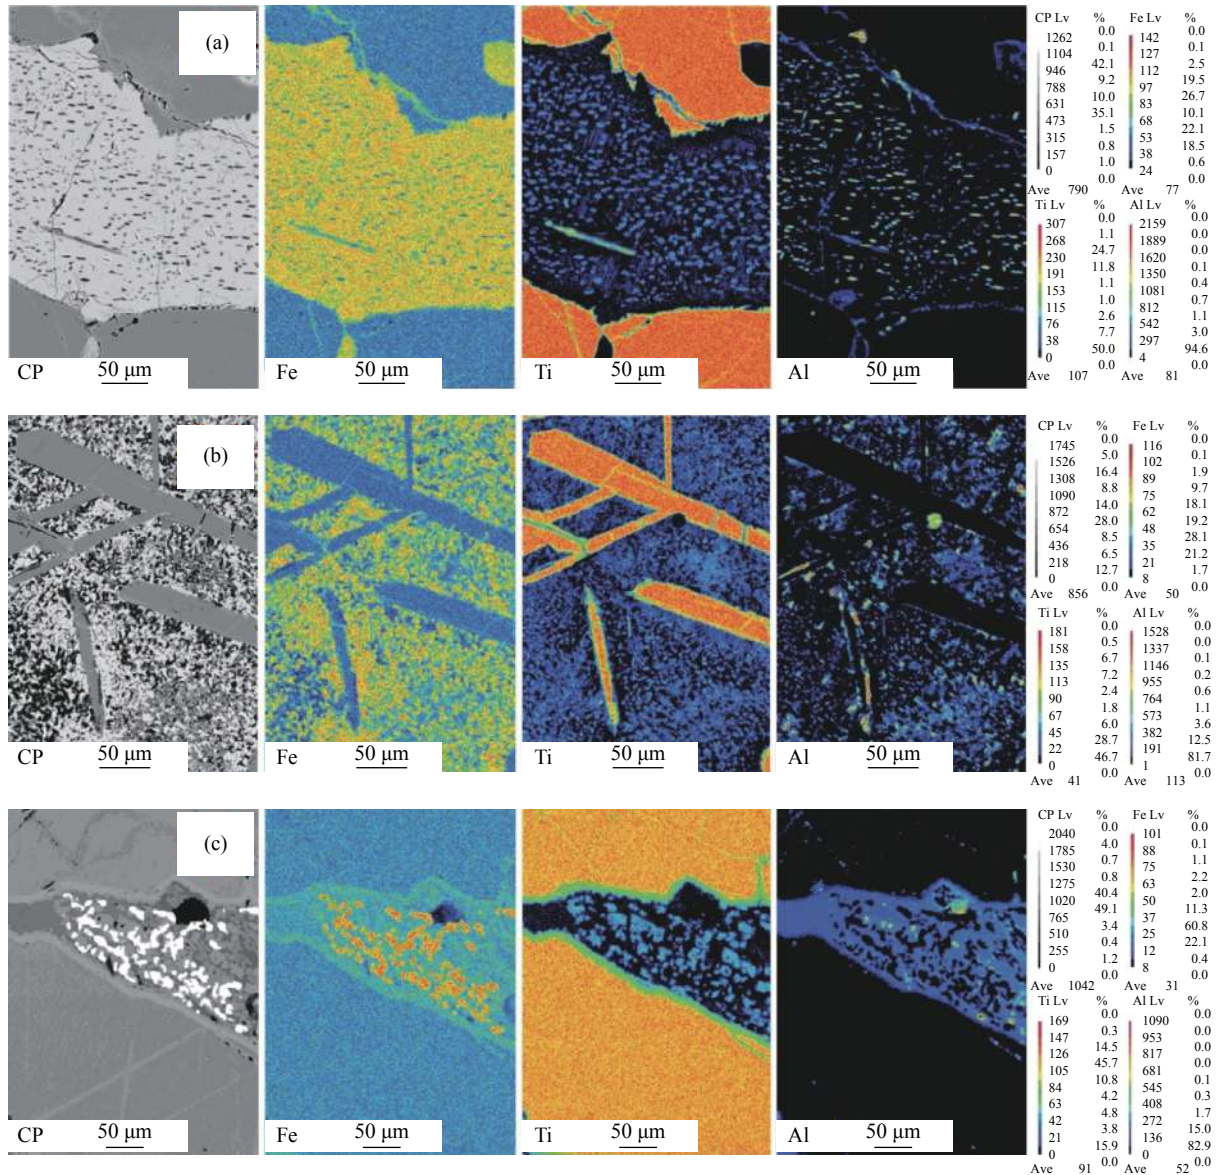 (a)
CP 50 μm
Fe 50 μm
Ti 50 μm
Al 50 μm
CP Lv % Fe Lv %
0.0 0.0
1262 0.1 142 0.1
1104 42.1 127 2.5
946 9.2 112 19.5
788 10.0 97 26.7
631 35.1 83 10.1
473 1.5 68 22.1
315 0.8 53 18.5
157 1.0 38 0.6
0 0.0 24 0.0
Ave 790 Ave 77
Ti Lv % Al Lv %
0.0 0.0
307 1.1 2159 0.0
268 24.7 1889 0.0
230 11.8 1620 0.1
191 1.1 1350 0.4
153 1.0 1081 0.7
115 2.6 812 1.1
76 7.7 542 3.0
38 50.0 297 94.6
0 0.0 4 0.0
Ave 107 Ave 81
(b)
CP 50 μm
Fe 50 μm
Ti 50 μm
Al 50 μm
CP Lv % Fe Lv %
0.0 0.0
1745 5.0 116 0.1
1526 16.4 102 1.9
1308 8.8 89 9.7
1090 14.0 75 18.1
872 28.0 62 19.2
654 8.5 48 28.1
436 6.5 35 21.2
218 12.7 21 1.7
0 0.0 8 0.0
Ave 856 Ave 50
Ti Lv % Al Lv %
0.0 0.0
181 0.5 1528 0.0
158 6.7 1337 0.1
135 7.2 1146 0.2
113 2.4 955 0.6
90 1.8 764 1.1
67 6.0 573 3.6
45 28.7 382 12.5
22 46.7 191 81.7
0 0.0 1 0.0
Ave 41 Ave 113
(c)
CP 50 μm
Fe 50 μm
Ti 50 μm
Al 50 μm
CP Lv % Fe Lv %
0.0 0.0
2040 4.0 101 0.1
1785 0.7 88 1.1
1530 0.8 75 2.2
1275 40.4 63 2.0
1020 49.1 50 11.3
765 3.4 37 60.8
510 0.4 25 22.1
255 1.2 12 0.4
0 0.0 8 0.0
Ave 1042 Ave 31
Ti Lv % Al Lv %
0.0 0.0
169 0.3 1090 0.0
147 14.5 953 0.0
126 45.7 817 0.0
105 10.8 681 0.1
84 4.2 545 0.3
63 4.8 408 1.7
42 3.8 272 15.0
21 15.9 136 82.9
0 0.0 0 0.0
Ave 91 Ave 52